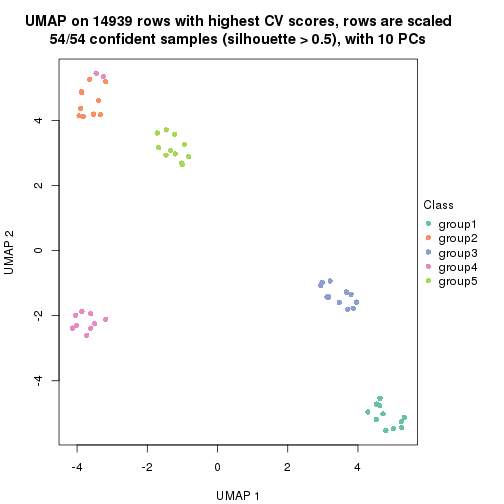 UMAP on 14939 rows with highest CV scores, rows are scaled
54/54 confident samples (silhouette > 0.5), with 10 PCs
UMAP 2
4
2
0
-2
-4
-4
-2
0
2
4
UMAP 1
Class
group1
group2
group3
group4
group5